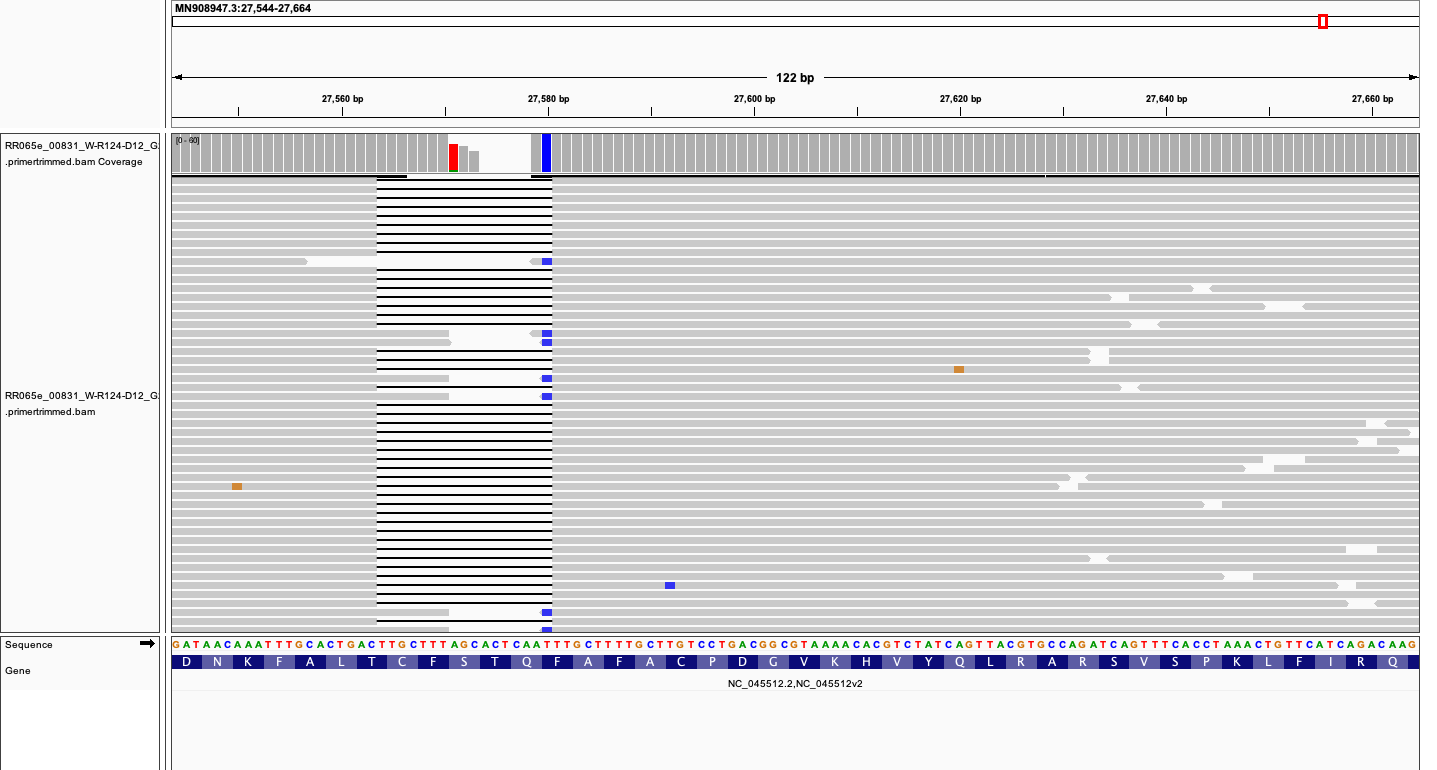 MN908947.3:27,544-27,664
122 bp
27,560 bp 27,580 bp 27,600 bp 27,620 bp 27,640 bp 27,660 bp
RR065e_00831_W-R124-D12_G
.primertrimmed.bam Coverage
[0 - 60]
RR065e_00831_W-R124-D12_G
.primertrimmed.bam
Sequence
GATAACAAATTTGCACTGACTTGCTTTAGCACTCAATTTGCTTTTGCTTGTCCTGACGGCGTAAAACACGTCTATCAGTTACGTGCCAGATCAGTTTCACCTAAACTGTTCATCAGACAAG
Gene
D N K F A L T C F S T Q F A F A C P D G V K H V Y Q L R A R S V S P K L F I R Q
NC_045512.2,NC_045512v2